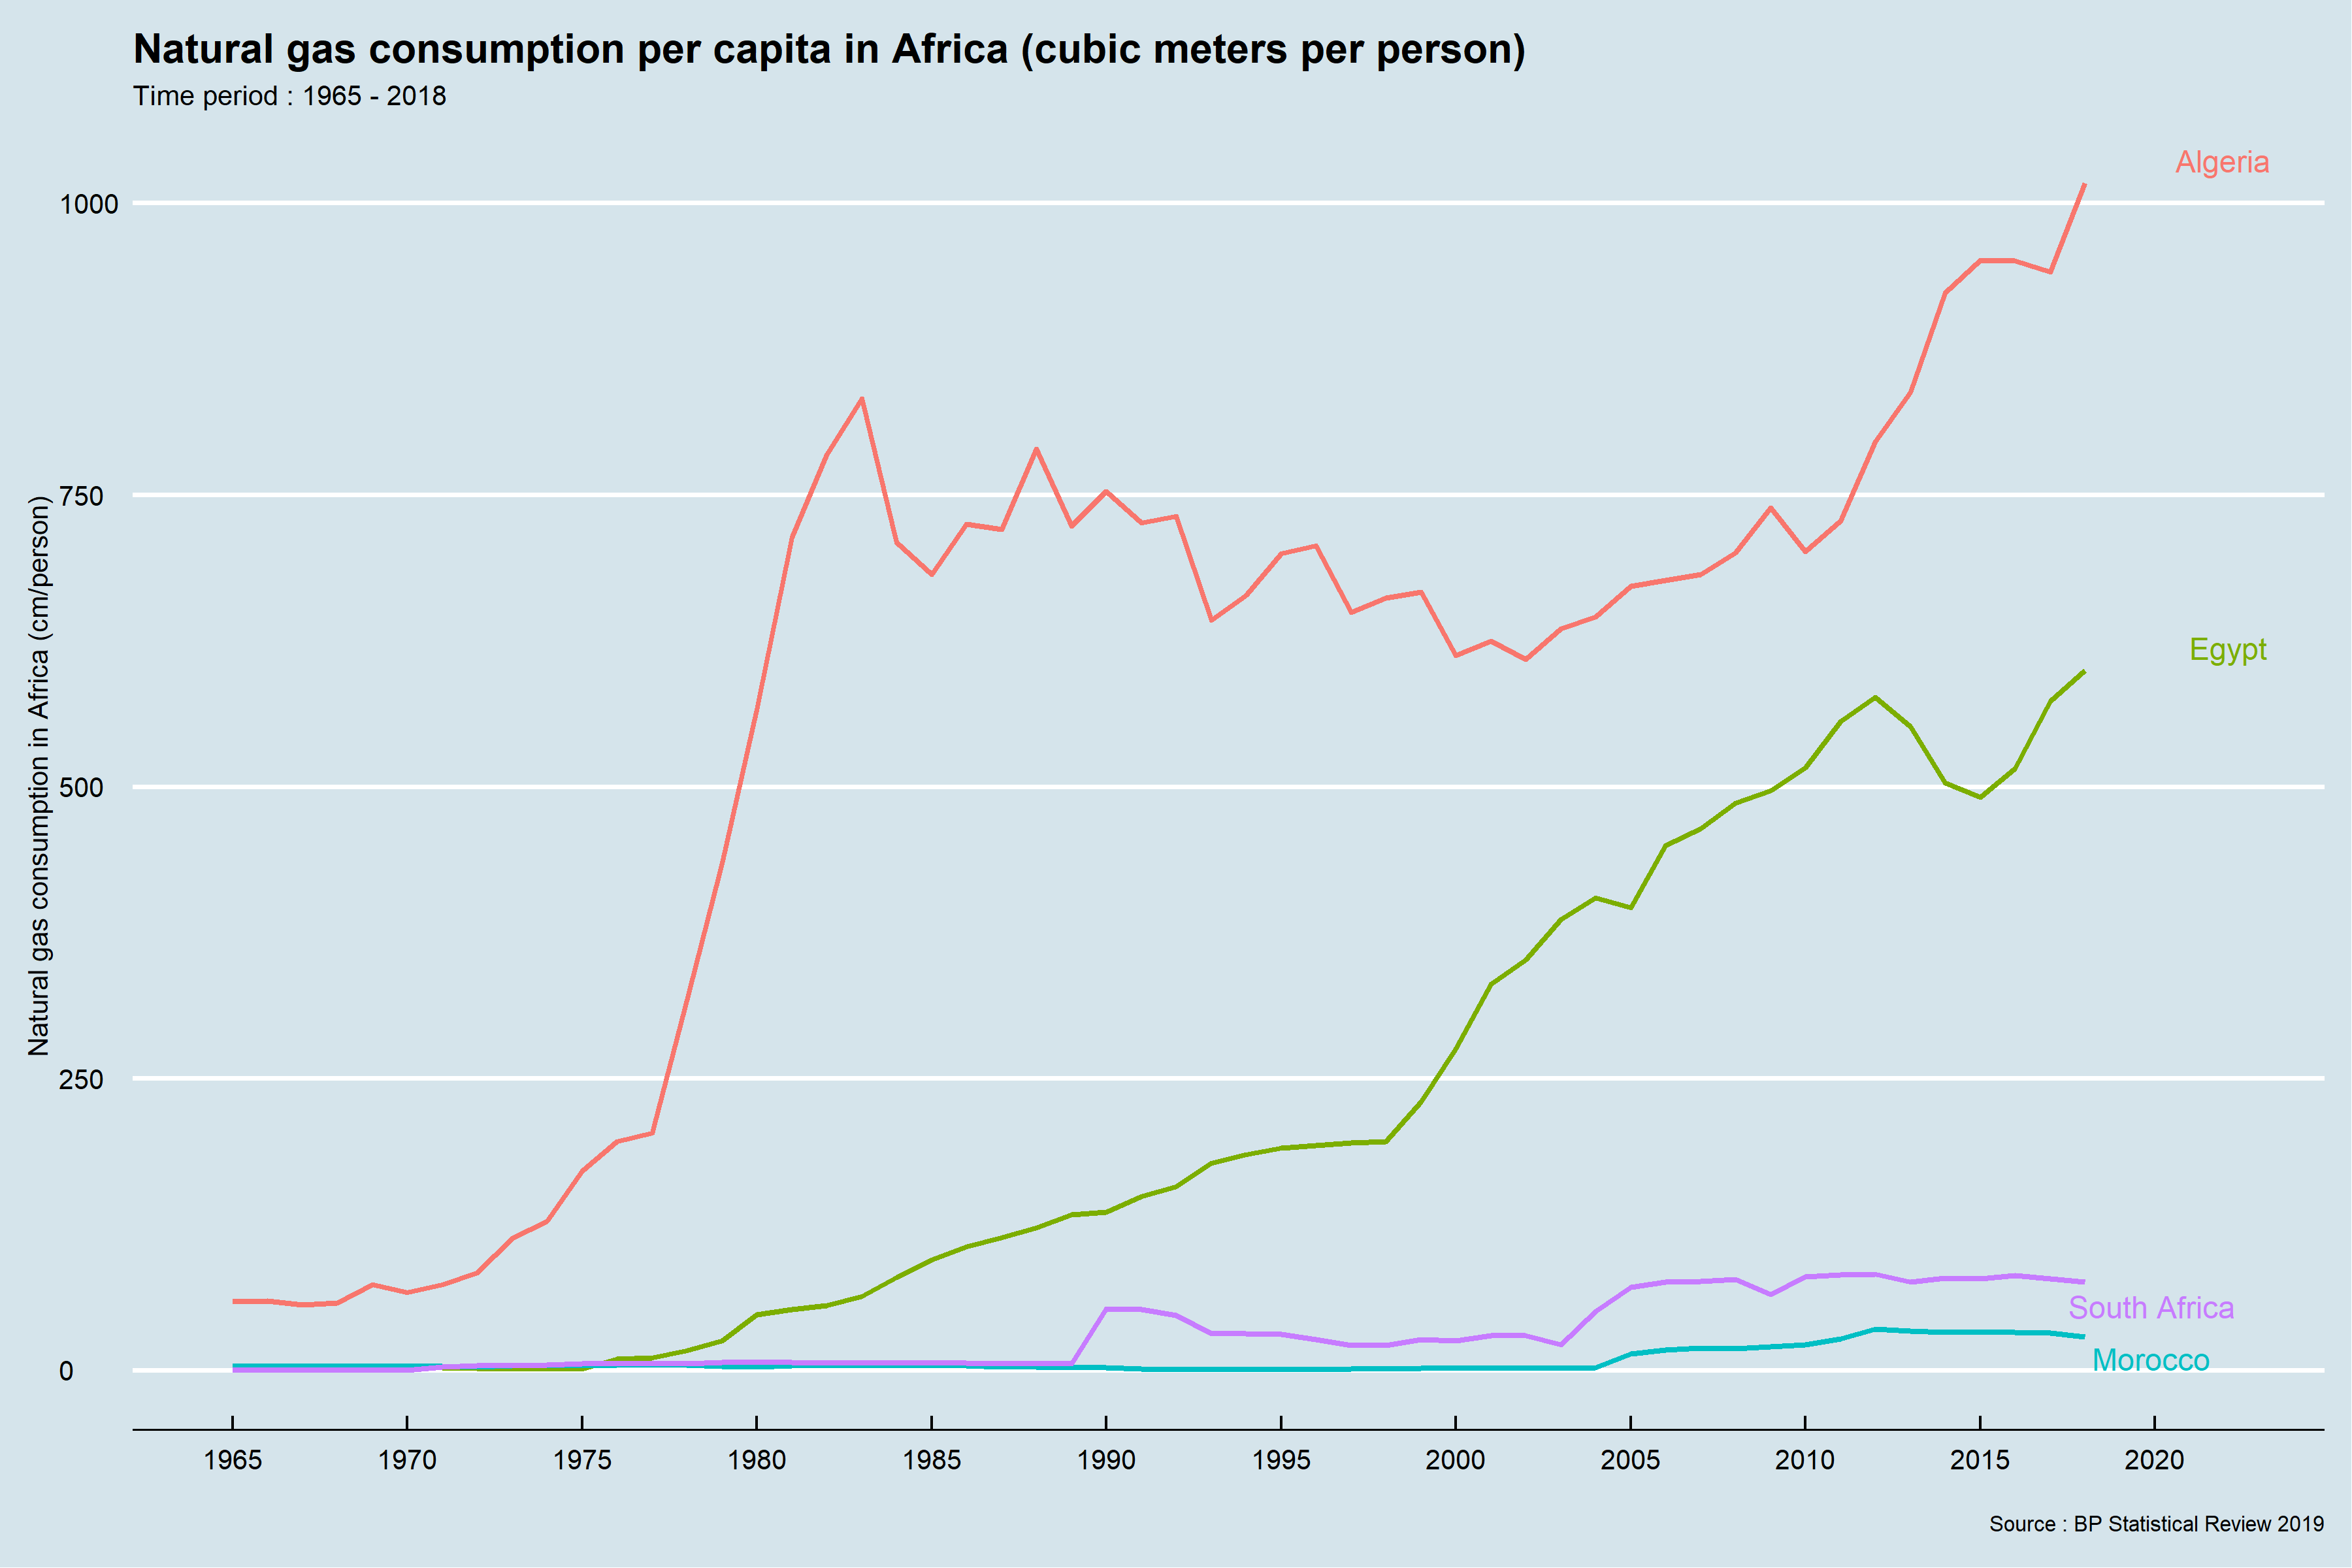 Natural gas consumption per capita in Africa (cubic meters per person)
Time period : 1965 - 2018
Natural gas consumption in Africa (cm/person)
1000
750
500
250
0
Algeria
Egypt
South Africa
Morocco
1965 1970 1975 1980 1985 1990 1995 2000 2005 2010 2015 2020
Source : BP Statistical Review 2019